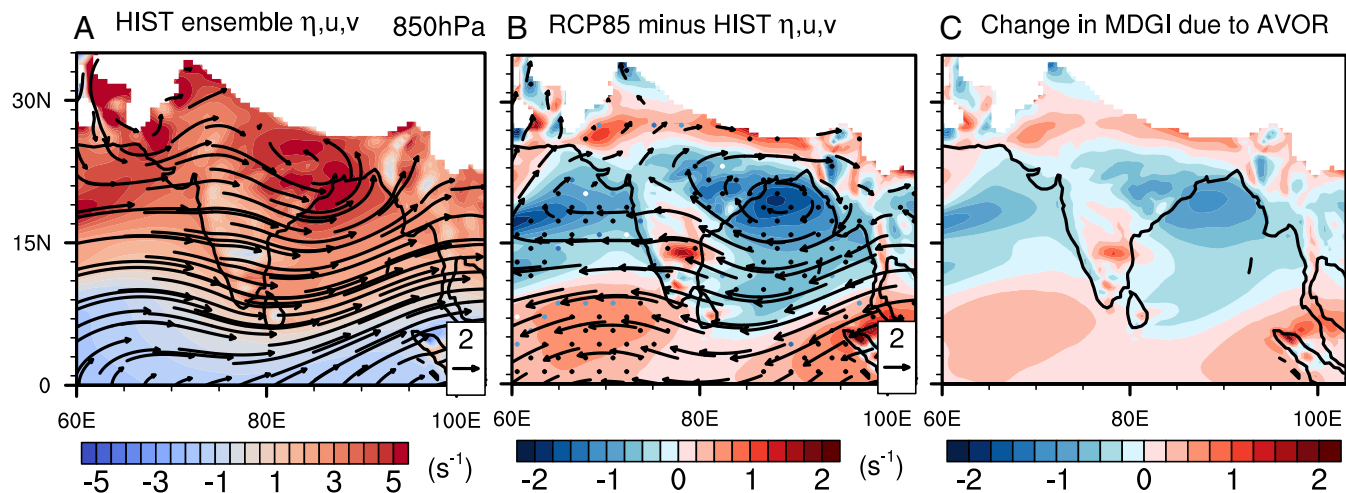 A HIST ensemble η,u,v 850hPa
B RCP85 minus HIST η,u,v
C Change in MDGI due to AVOR
30N
15N
0
2
2
60E 80E 100E
60E 80E 100E
60E 80E 100E
-5 -3 -1 1 3 5 (s⁻¹)
-2 -1 0 1 2 (s⁻¹)
-2 -1 0 1 2